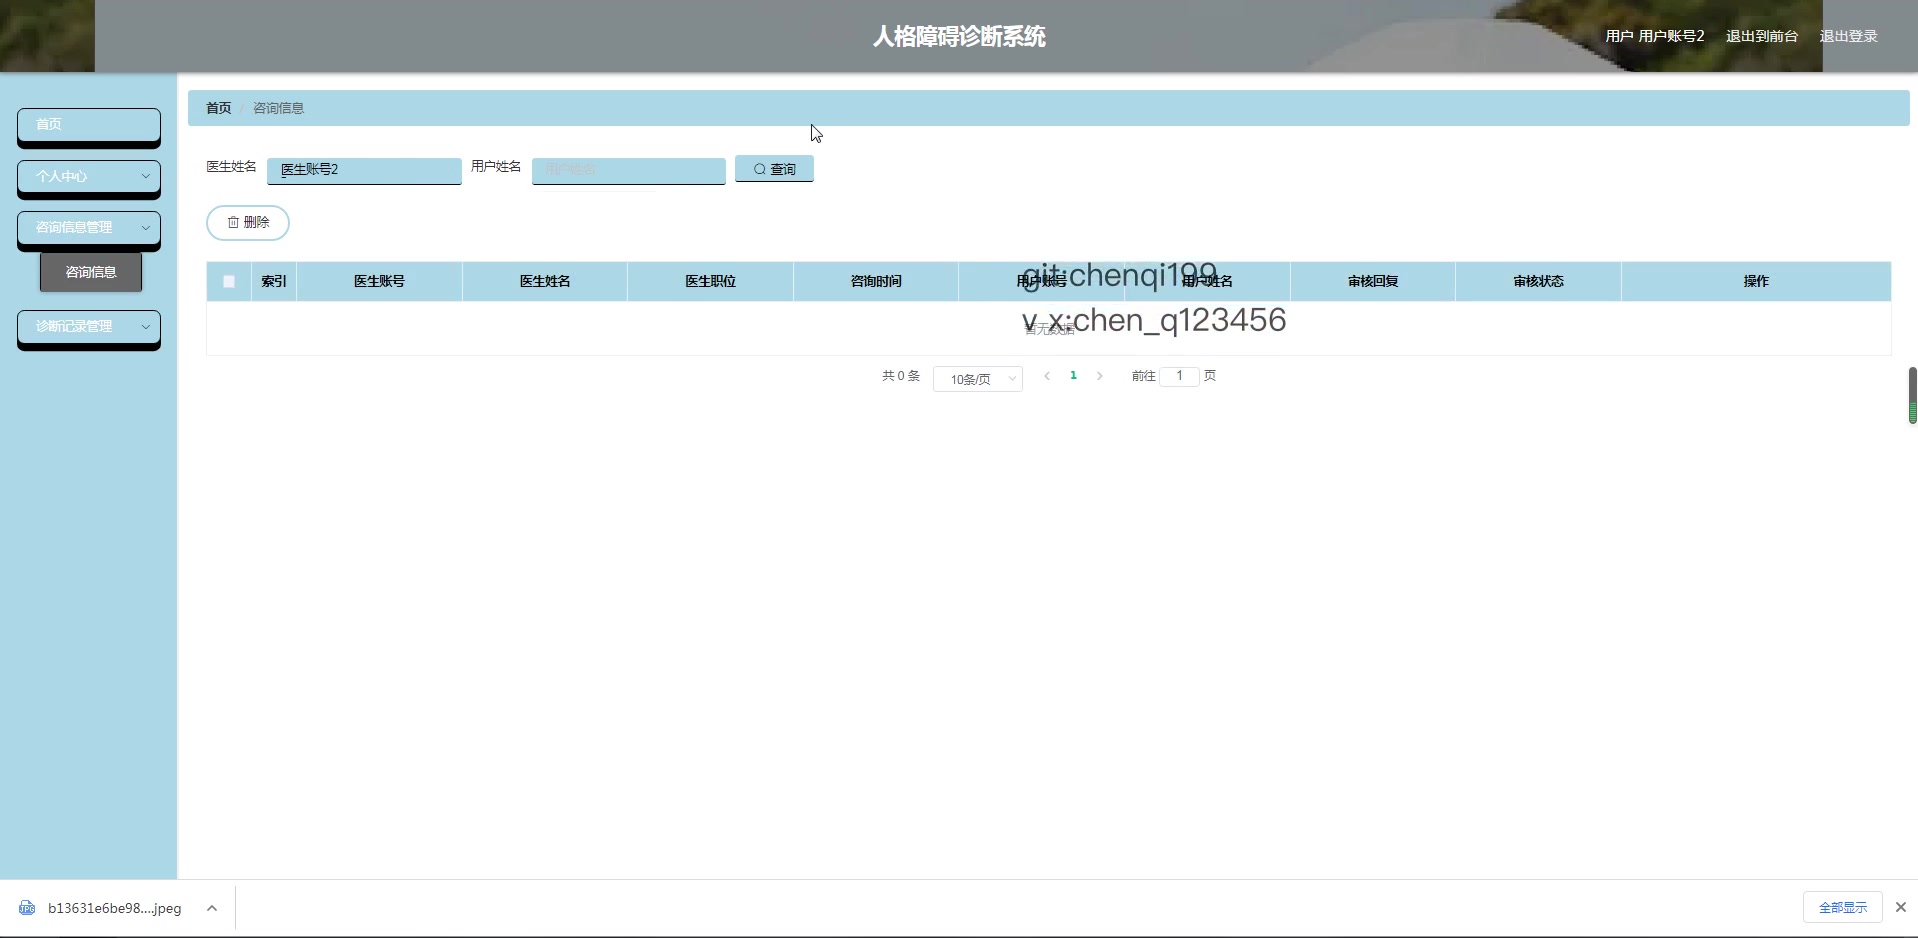 人格障碍诊断系统
用户 用户账号2 退出到前台 退出登录
首页
个人中心
咨询信息管理
咨询信息
诊断记录管理
首页 / 咨询信息
医生姓名 医生账号2 用户姓名 用户姓名 查询
删除
索引 医生账号 医生姓名 医生职位 咨询时间 用户账号 用户姓名 审核回复 审核状态 操作
git:chenqi199
v_x:chen_q123456
暂无数据
共 0 条 10条/页 1 前往 1 页
b13631e6be98....jpeg
全部显示